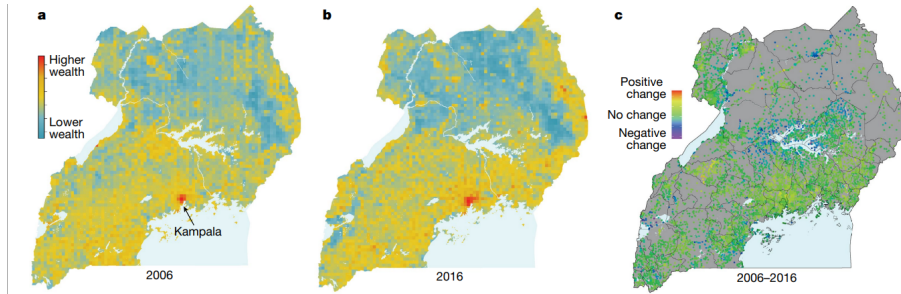 a
b
c
Higher
wealth
Lower
wealth
Kampala
2006
2016
Positive
change
No change
Negative
change
2006–2016